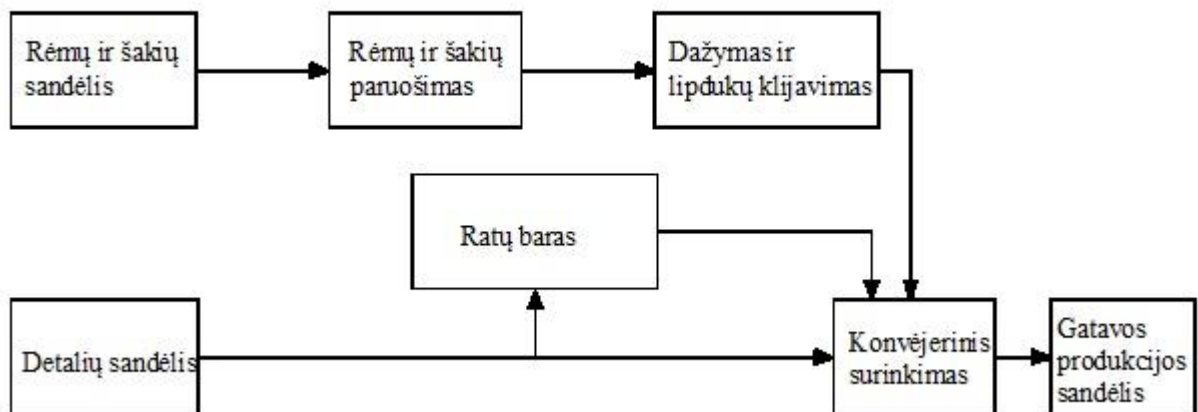 Rėmų ir šakių
sandėlis
Rėmų ir šakių
paruošimas
Dažymas ir
lipdukų klijavimas
Ratų baras
Detalių sandėlis
Konvėjerinis
surinkimas
Gatavos
produkcijos
sandėlis